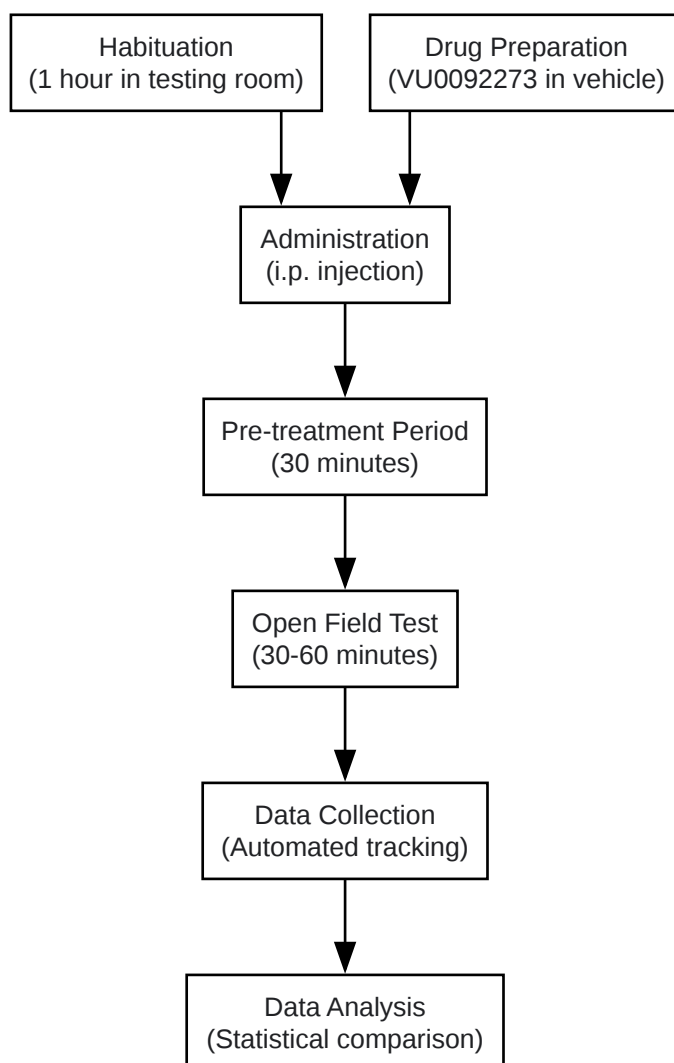 Habituation
(1 hour in testing room)
Drug Preparation
(VU0092273 in vehicle)
Administration
(i.p. injection)
Pre-treatment Period
(30 minutes)
Open Field Test
(30-60 minutes)
Data Collection
(Automated tracking)
Data Analysis
(Statistical comparison)